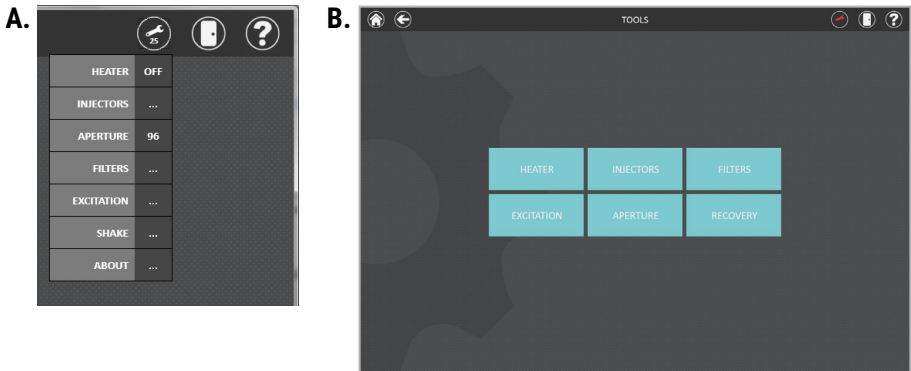 A.
25
?
HEATER OFF
INJECTORS ...
APERTURE 96
FILTERS ...
EXCITATION ...
SHAKE ...
ABOUT ...
B.
TOOLS
?
HEATER INJECTORS FILTERS
EXCITATION APERTURE RECOVERY